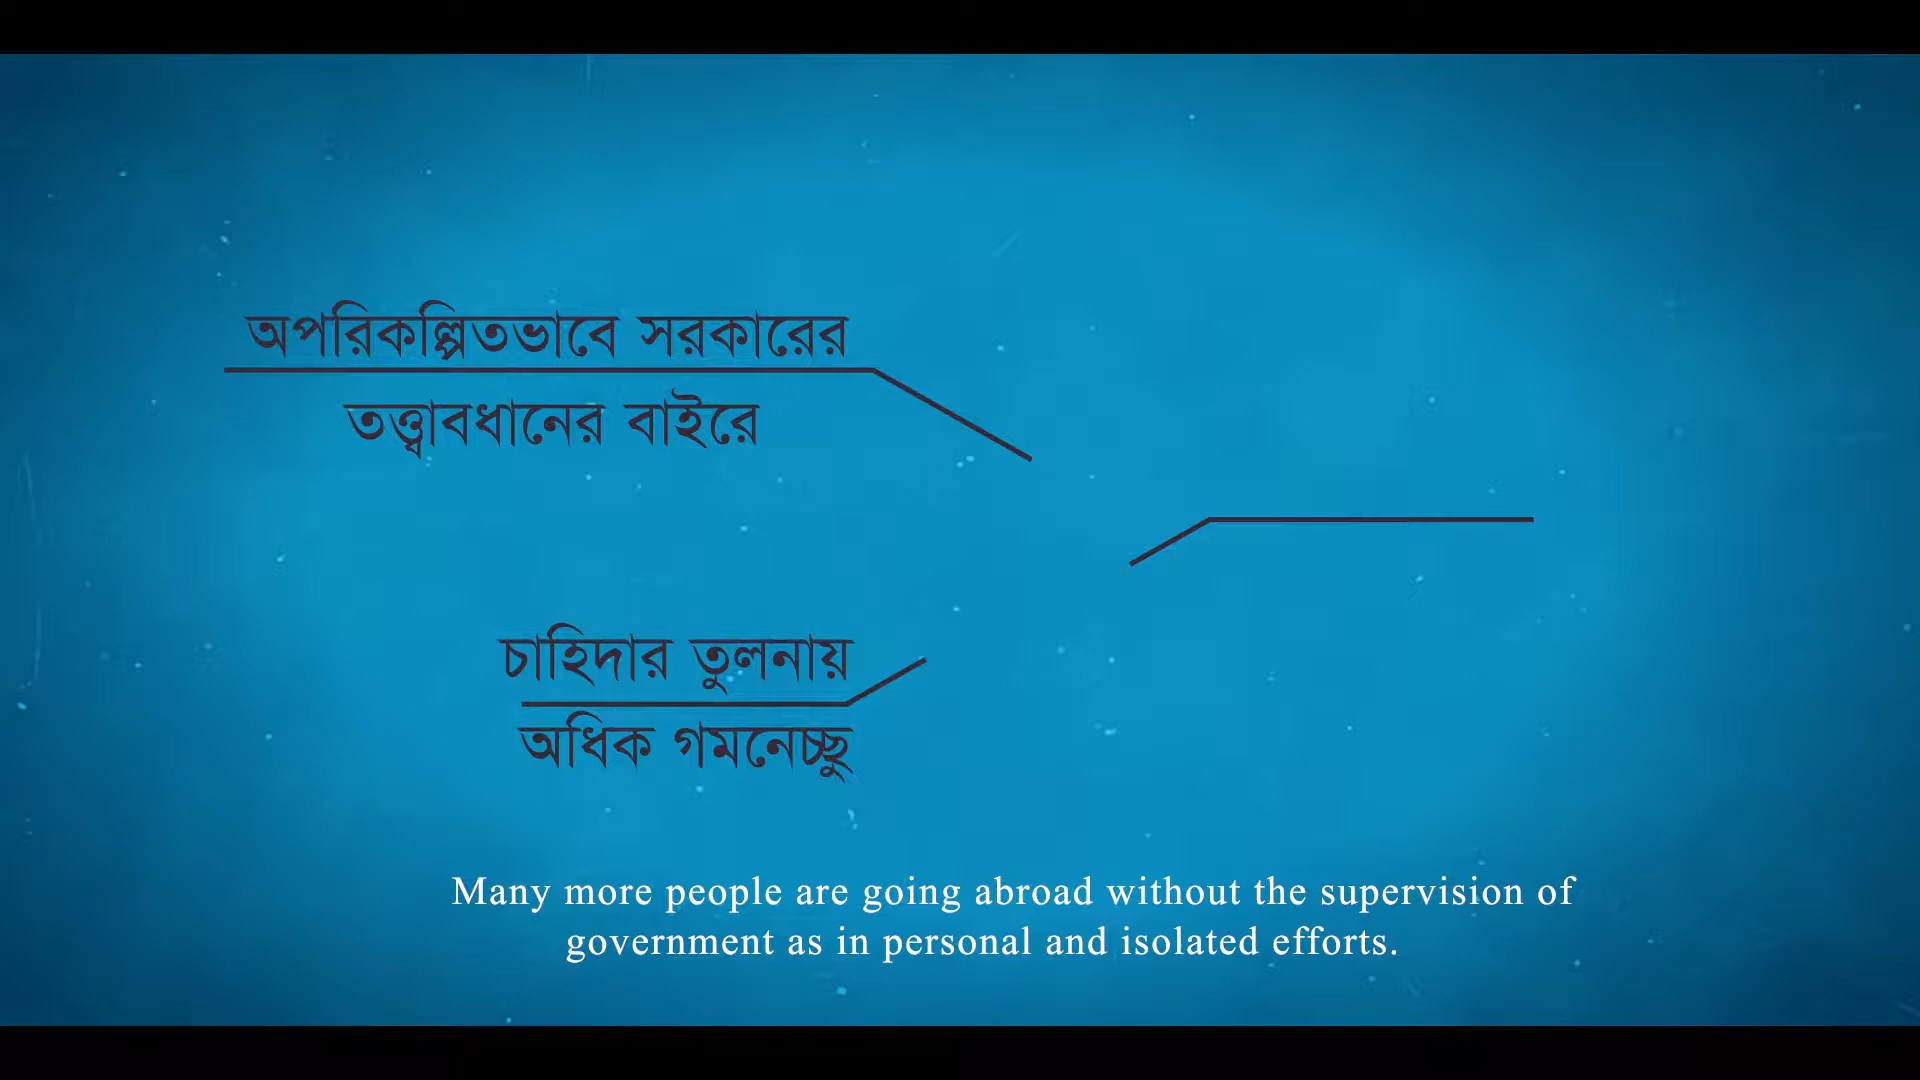 অপরিকল্পিতভাবে সরকারের
তত্ত্বাবধানের বাইরে
চাহিদার তুলনায়
অধিক গমনেচ্ছু
Many more people are going abroad without the supervision of
government as in personal and isolated efforts.